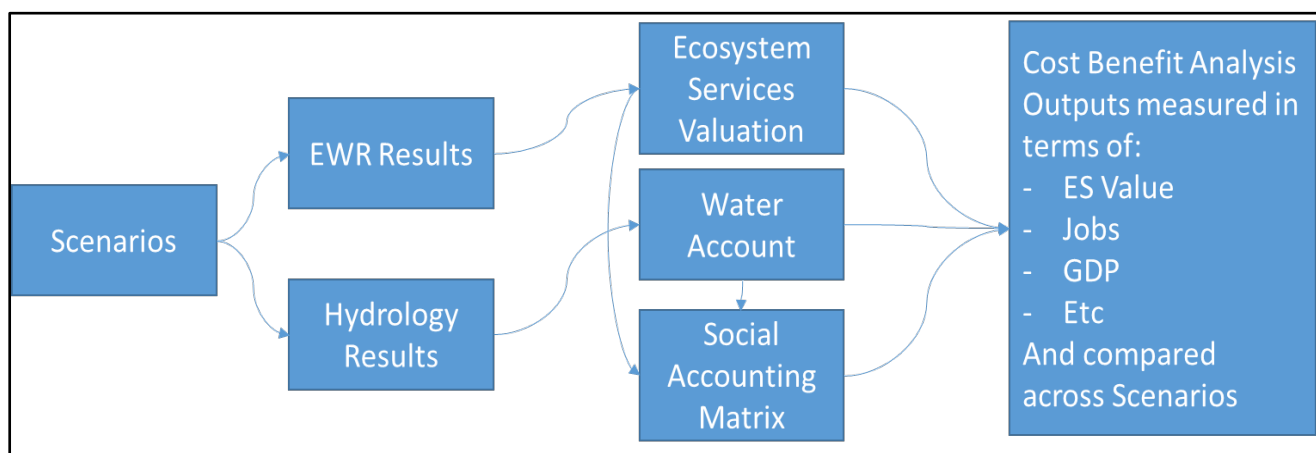 Scenarios
EWR Results
Hydrology
Results
Ecosystem
Services
Valuation
Water
Account
Social
Accounting
Matrix
Cost Benefit Analysis
Outputs measured in
terms of:
- ES Value
- Jobs
- GDP
- Etc
And compared
across Scenarios